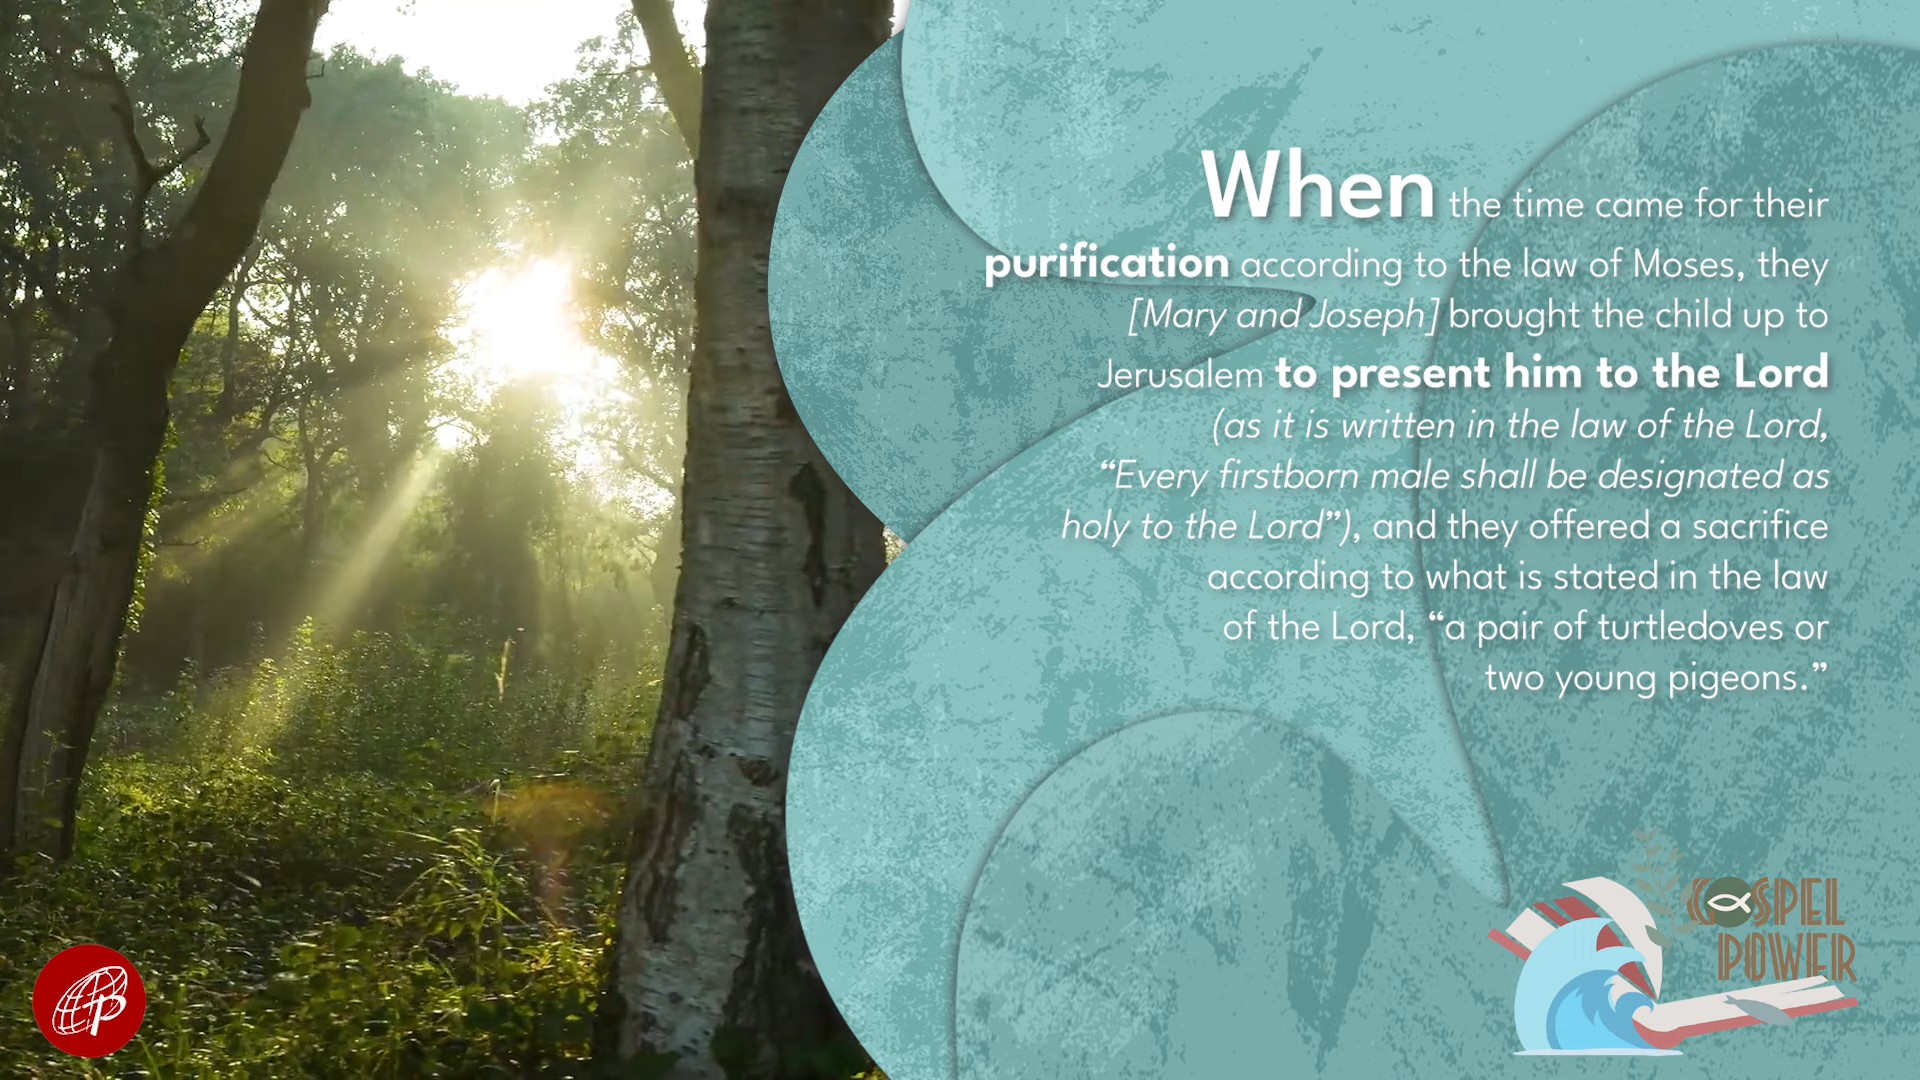 When the time came for their
purification according to the law of Moses, they
[Mary and Joseph] brought the child up to
Jerusalem to present him to the Lord
(as it is written in the law of the Lord,
“Every firstborn male shall be designated as
holy to the Lord”), and they offered a sacrifice
according to what is stated in the law
of the Lord, “a pair of turtledoves or
two young pigeons.”
GOSPEL
POWER